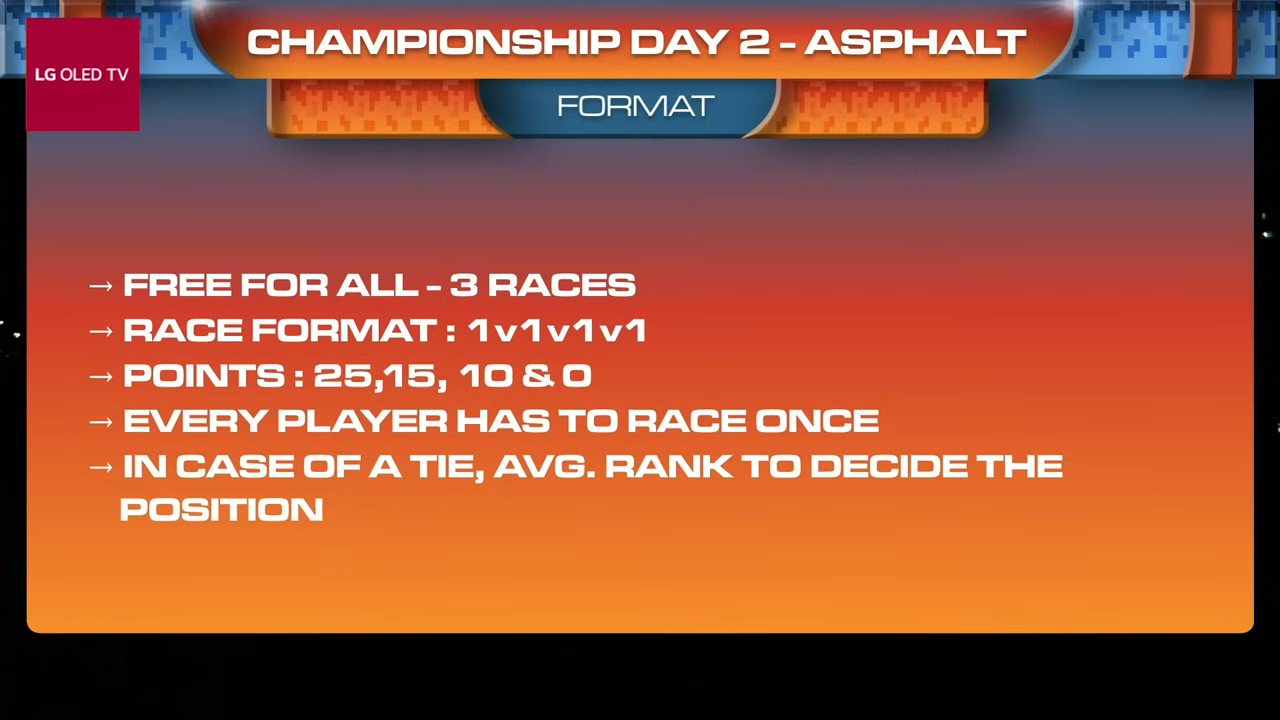 CHAMPIONSHIP DAY 2 - ASPHALT
LG OLED TV
FORMAT
→ FREE FOR ALL - 3 RACES
→ RACE FORMAT : 1v1v1v1
→ POINTS : 25,15, 10 & 0
→ EVERY PLAYER HAS TO RACE ONCE
→ IN CASE OF A TIE, AVG. RANK TO DECIDE THE
POSITION